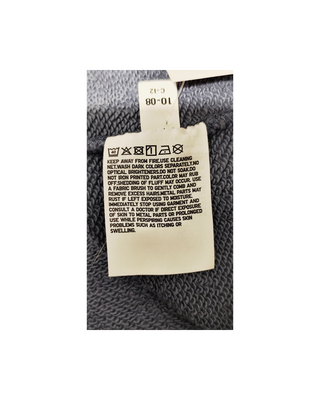 C-12
10-08
KEEP AWAY FROM FIRE.USE CLEANING
NET.WASH DARK COLORS SEPARATELY.NO
OPTICAL BRIGHTENERS.DO NOT SOAK.DO
NOT IRON PRINTED PART.COLOR MAY RUB
OFF.SHEDDING OF FLUFF MAY OCCUR. USE
A FABRIC BRUSH TO GENTLY COMB AND
REMOVE EXCESS HAIRS.METAL PARTS MAY
RUST IF LEFT EXPOSED TO MOISTURE.
IMMEDIATELY STOP USING GARMENT AND
CONSULT A DOCTOR IF DIRECT EXPOSURE
OF SKIN TO METAL PARTS OR PROLONGED
USE WHILE PERSPIRING CAUSES SKIN
PROBLEMS SUCH AS ITCHING OR
SWELLING.